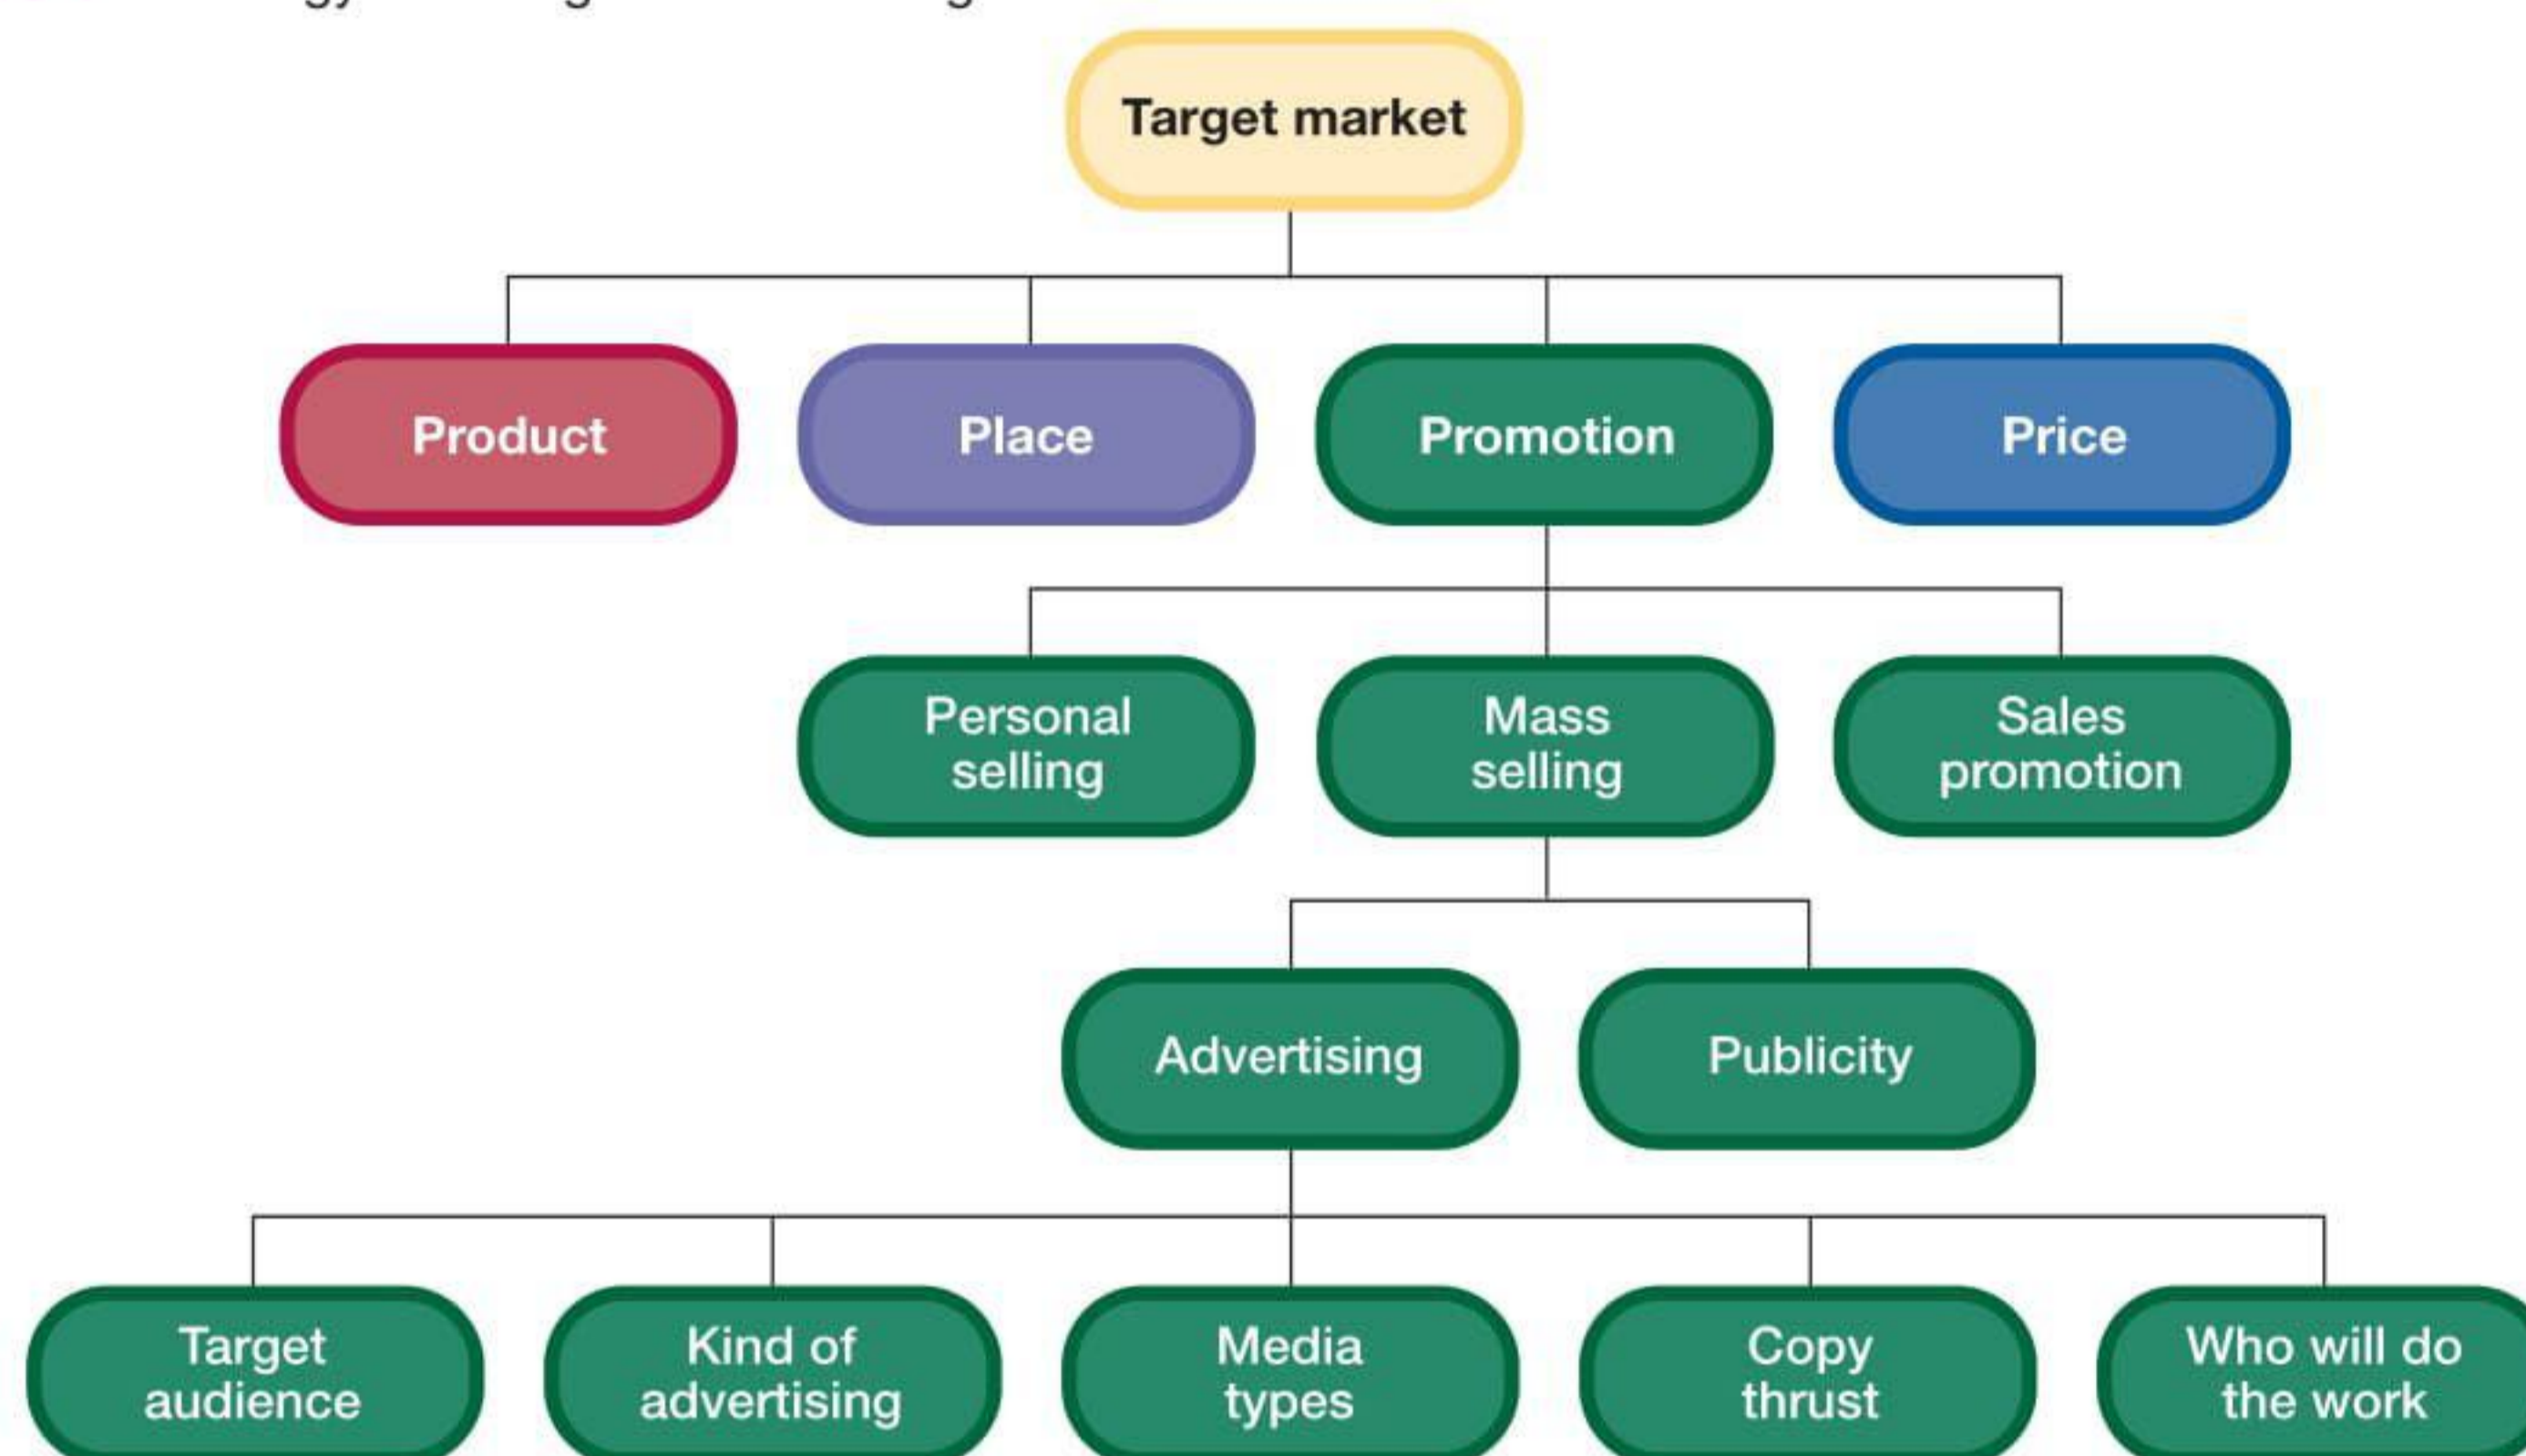 Target market
Product
Place
Promotion
Price
Personal
selling
Mass
selling
Sales
promotion
Advertising
Publicity
Target
audience
Kind of
advertising
Media
types
Copy
thrust
Who will do
the work